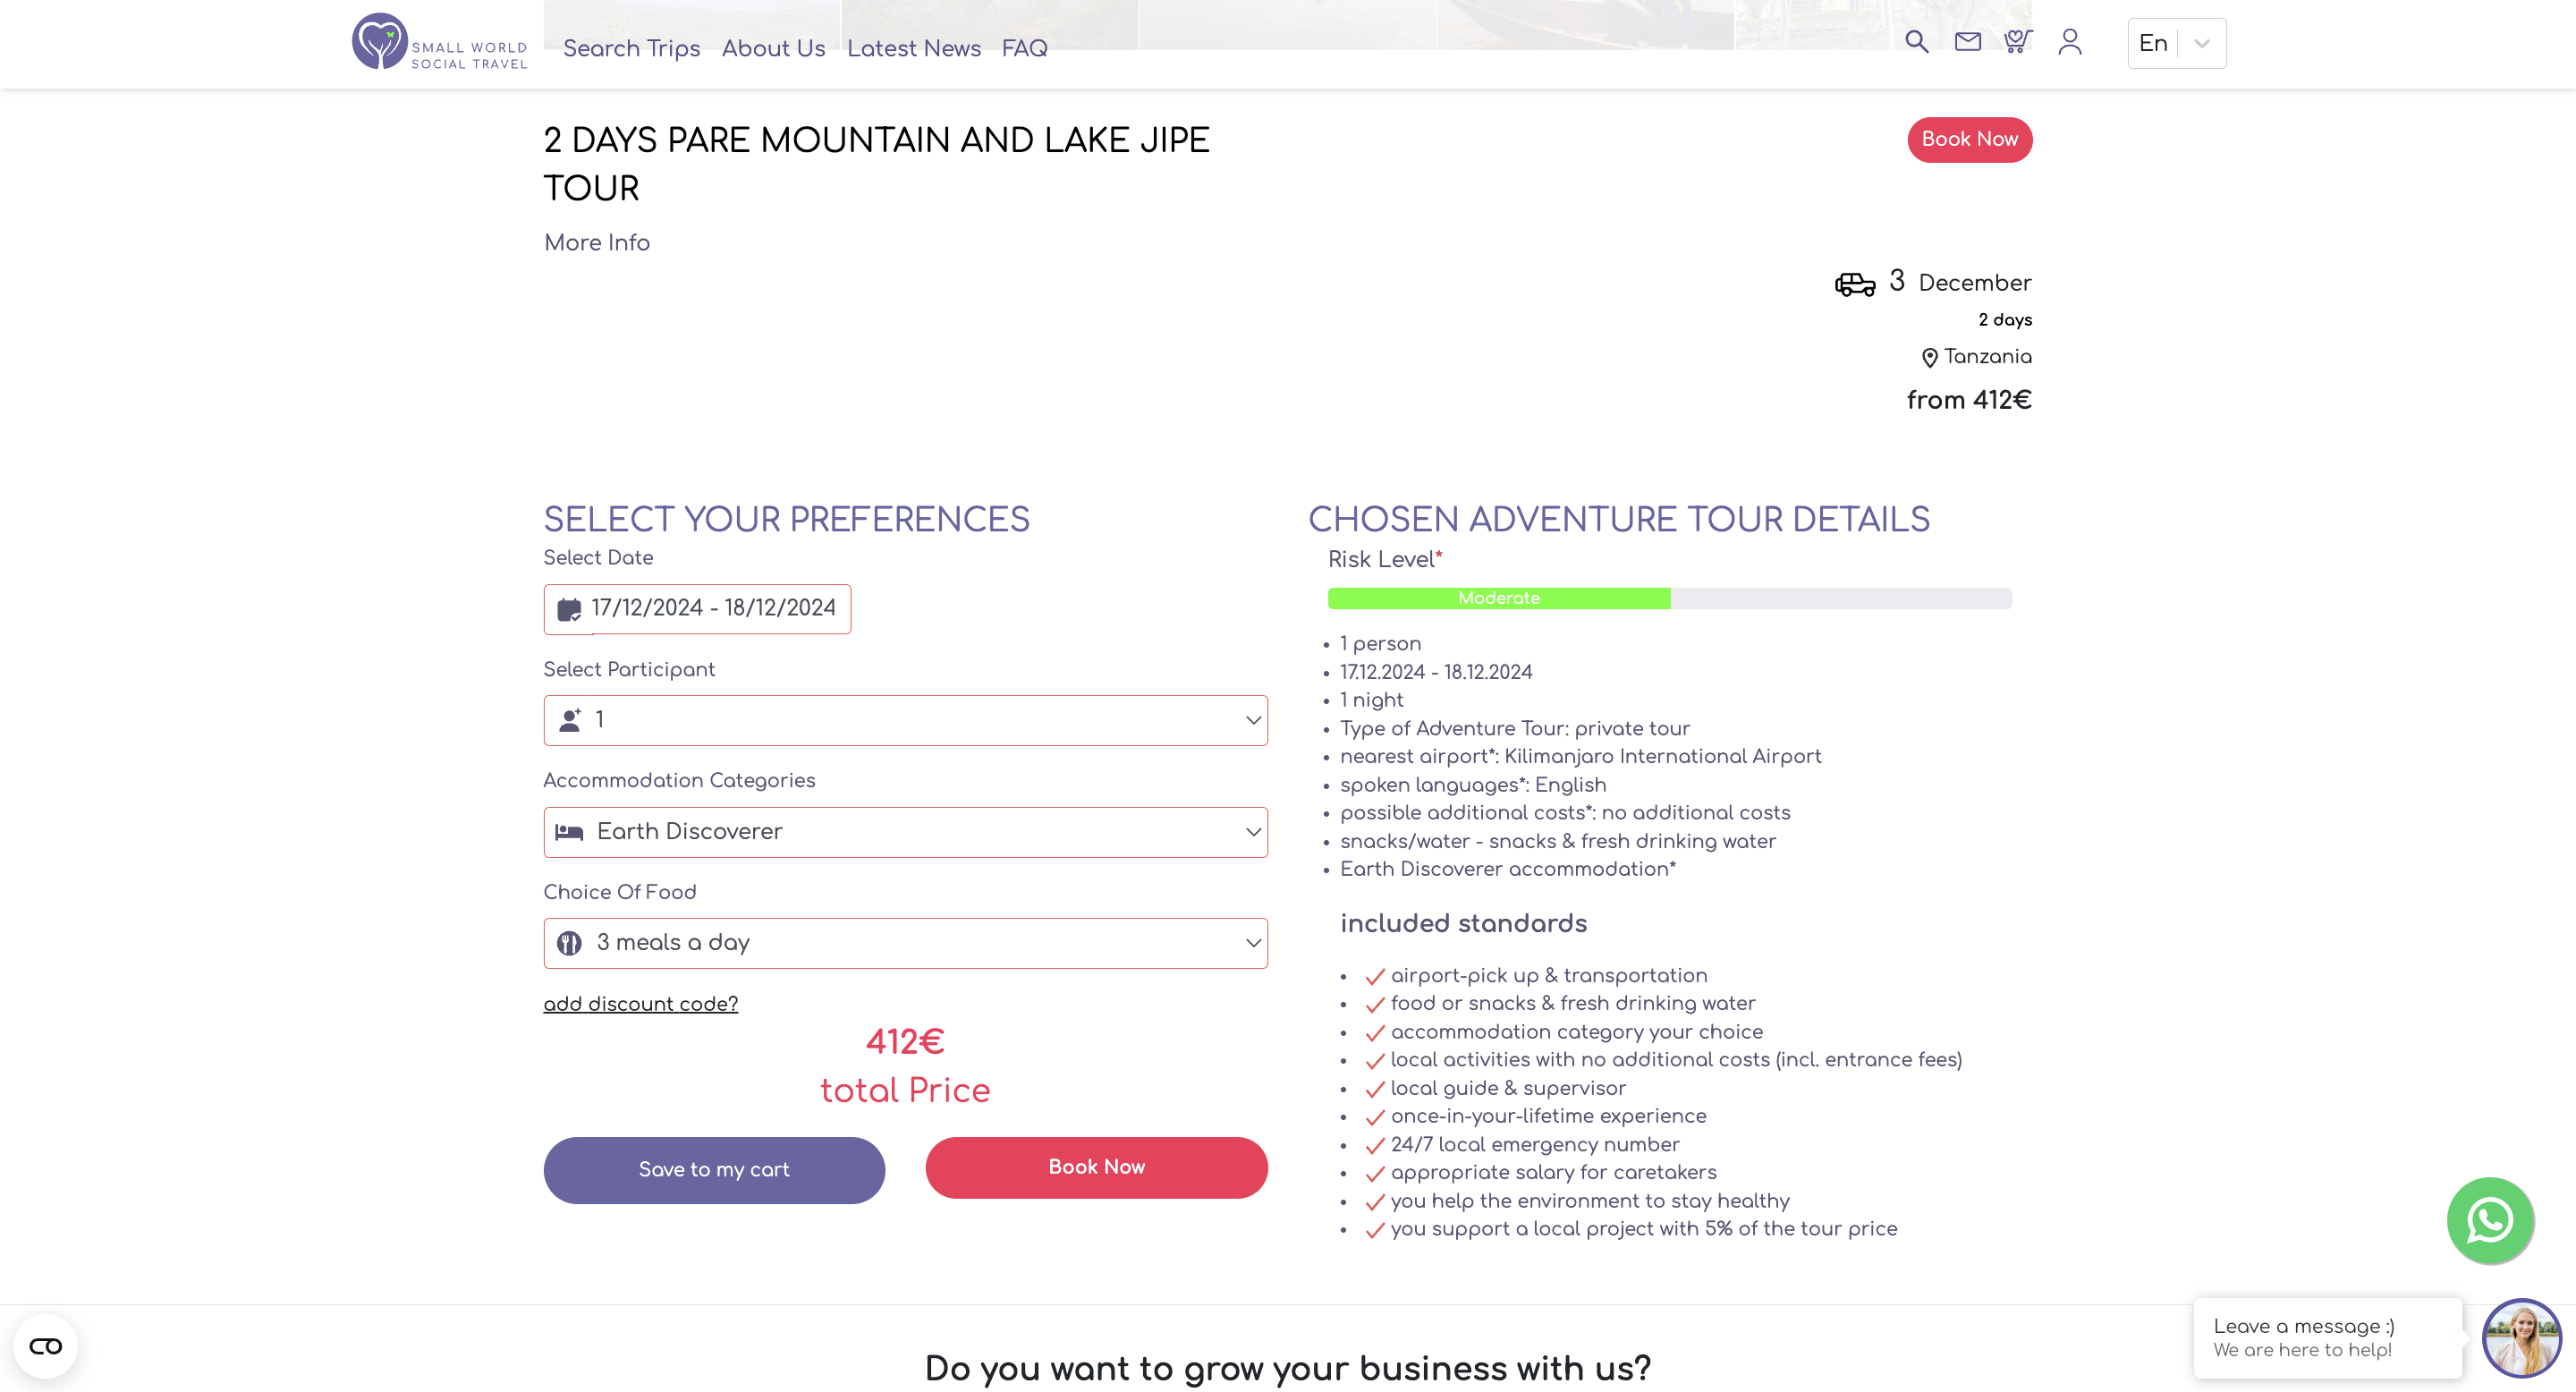 SMALL WORLD
SOCIAL TRAVEL
Search Trips About Us Latest News FAQ
En
2 DAYS PARE MOUNTAIN AND LAKE JIPE
TOUR
Book Now
More Info
3 December
2 days
Tanzania
from 412€
SELECT YOUR PREFERENCES
Select Date
17/12/2024 - 18/12/2024
Select Participant
1
Accommodation Categories
Earth Discoverer
Choice Of Food
3 meals a day
add discount code?
412€
total Price
Save to my cart
Book Now
CHOSEN ADVENTURE TOUR DETAILS
Risk Level*
Moderate
• 1 person
• 17.12.2024 - 18.12.2024
• 1 night
• Type of Adventure Tour: private tour
• nearest airport*: Kilimanjaro International Airport
• spoken languages*: English
• possible additional costs*: no additional costs
• snacks/water - snacks & fresh drinking water
• Earth Discoverer accommodation*
included standards
• ✓ airport-pick up & transportation
• ✓ food or snacks & fresh drinking water
• ✓ accommodation category your choice
• ✓ local activities with no additional costs (incl. entrance fees)
• ✓ local guide & supervisor
• ✓ once-in-your-lifetime experience
• ✓ 24/7 local emergency number
• ✓ appropriate salary for caretakers
• ✓ you help the environment to stay healthy
• ✓ you support a local project with 5% of the tour price
Leave a message :)
We are here to help!
Do you want to grow your business with us?